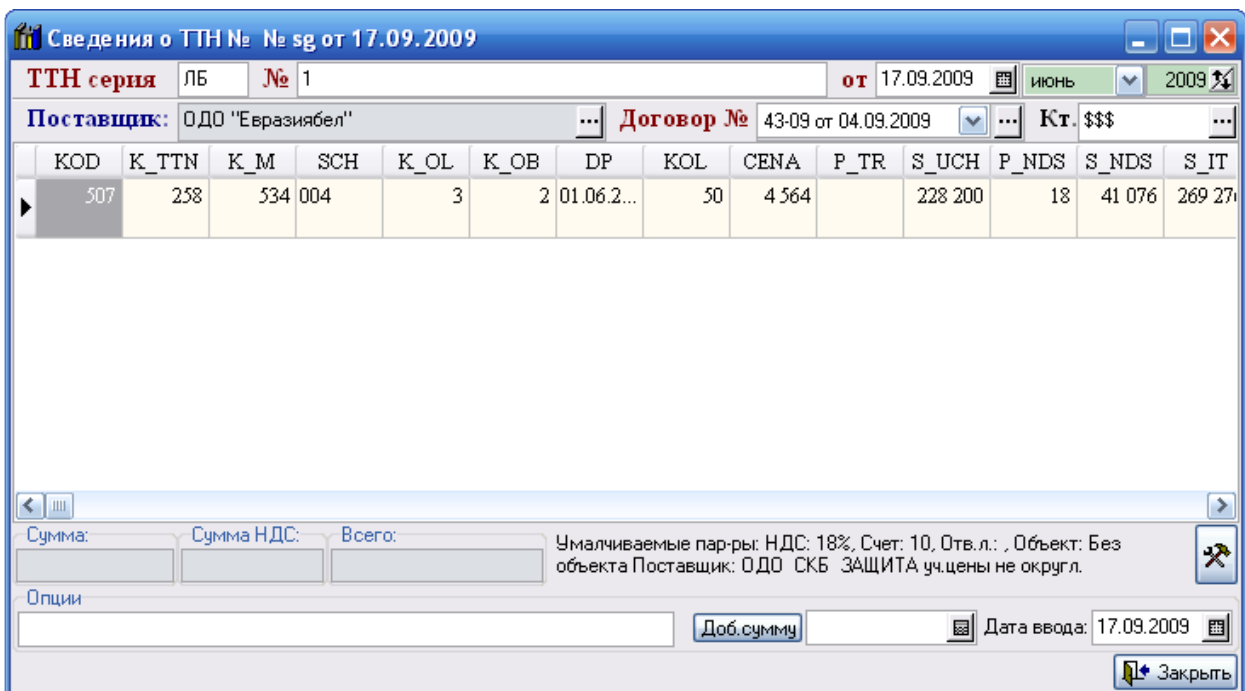 Сведения о ТТН № № sg от 17.09.2009
ТТН серия ЛБ № 1 от 17.09.2009 июнь 2009
Поставщик: ОДО "Евразиябел" ... Договор № 43-09 от 04.09.2009 ... Кт. $$$ ...
KOD K_TTN K_M SCH K_OL K_OB DP KOL CENA P_TR S_UCH P_NDS S_NDS S_IT
507 258 534 004 3 2 01.06.2... 50 4 564 228 200 18 41 076 269 27
Сумма: Сумма НДС: Всего:
Умалчиваемые пар-ры: НДС: 18%, Счет: 10, Отв.л.: , Объект: Без
объекта Поставщик: ОДО СКБ ЗАЩИТА уч.цены не округл.
Опции
Доб.сумму Дата ввода: 17.09.2009
Закрыть